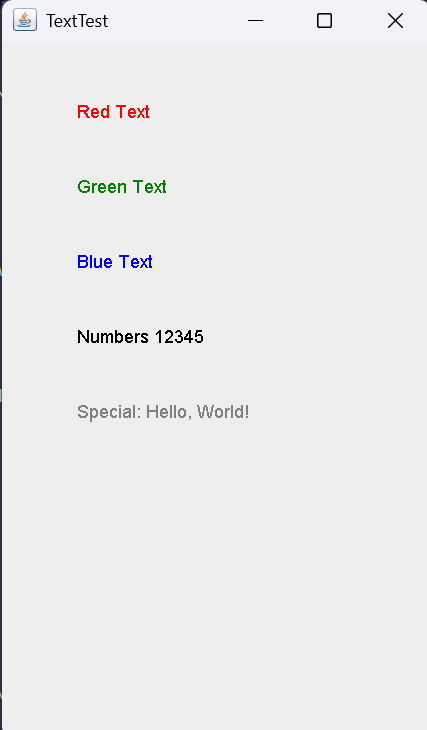 TextTest
Red Text
Green Text
Blue Text
Numbers 12345
Special: Hello, World!